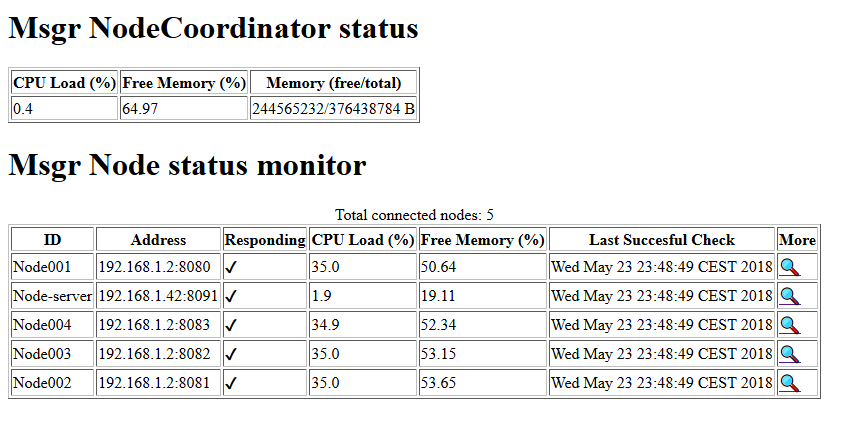 Msgr NodeCoordinator status
CPU Load (%) Free Memory (%) Memory (free/total)
0.4 64.97 244565232/376438784 B
Msgr Node status monitor
Total connected nodes: 5
ID Address Responding CPU Load (%) Free Memory (%) Last Succesful Check More
Node001 192.168.1.2:8080 ✓ 35.0 50.64 Wed May 23 23:48:49 CEST 2018
Node-server 192.168.1.42:8091 ✓ 1.9 19.11 Wed May 23 23:48:49 CEST 2018
Node004 192.168.1.2:8083 ✓ 34.9 52.34 Wed May 23 23:48:49 CEST 2018
Node003 192.168.1.2:8082 ✓ 35.0 53.15 Wed May 23 23:48:49 CEST 2018
Node002 192.168.1.2:8081 ✓ 35.0 53.65 Wed May 23 23:48:49 CEST 2018